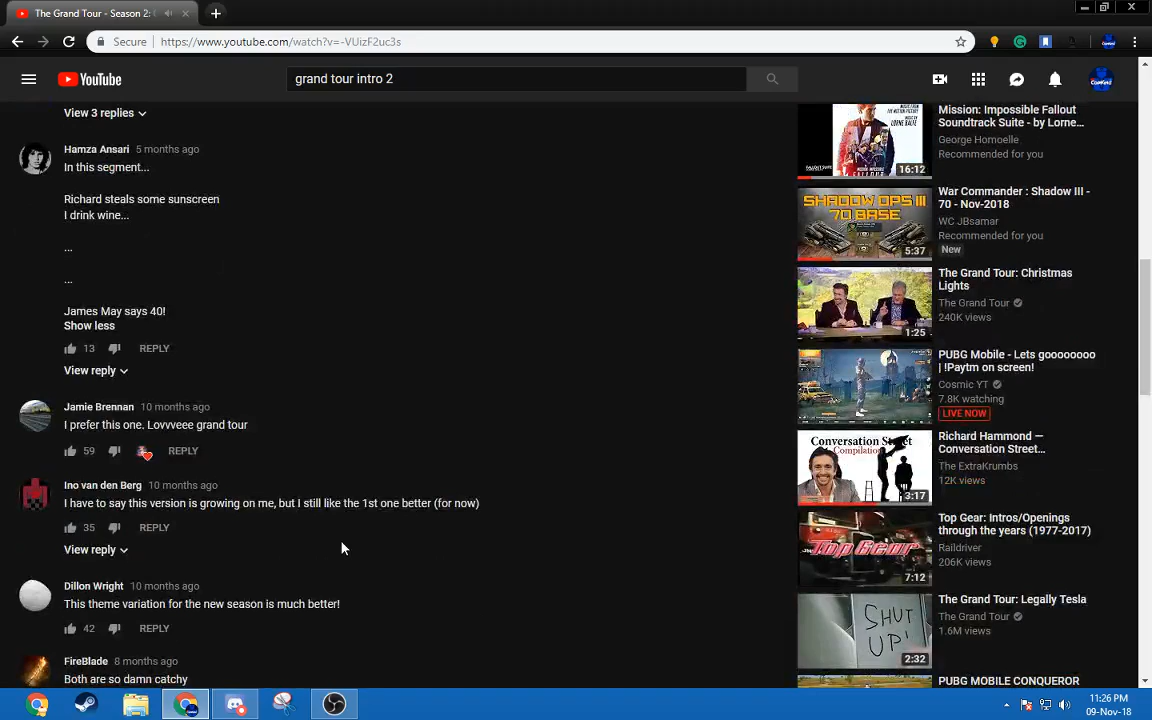 The Grand Tour - Season 2:
Secure
https://www.youtube.com/watch?v=-VUizF2uc3s
YouTube
grand tour intro 2
View 3 replies
Hamza Ansari 5 months ago
In this segment...
Richard steals some sunscreen
I drink wine...
...
...
James May says 40!
Show less
13 REPLY
View reply
Jamie Brennan 10 months ago
I prefer this one. Lovvveee grand tour
59 REPLY
Ino van den Berg 10 months ago
I have to say this version is growing on me, but I still like the 1st one better (for now)
35 REPLY
View reply
Dillon Wright 10 months ago
This theme variation for the new season is much better!
42 REPLY
FireBlade 8 months ago
Both are so damn catchy
16:12
Mission: Impossible Fallout
Soundtrack Suite - by Lorne...
George Homoelle
Recommended for you
SHADOW OPS III
70 BASE
5:37
War Commander : Shadow III -
70 - Nov-2018
WC JBsamar
Recommended for you
New
1:25
The Grand Tour: Christmas
Lights
The Grand Tour
240K views
PUBG Mobile - Lets goooooooo
| !Paytm on screen!
Cosmic YT
7.8K watching
LIVE NOW
Conversation Street
Compilation
3:17
Richard Hammond —
Conversation Street...
The ExtraKrumbs
12K views
Top Gear
7:12
Top Gear: Intros/Openings
through the years (1977-2017)
Raildriver
206K views
SHUT
UP!
2:32
The Grand Tour: Legally Tesla
The Grand Tour
1.6M views
PUBG MOBILE CONQUEROR
11:26 PM
09-Nov-18